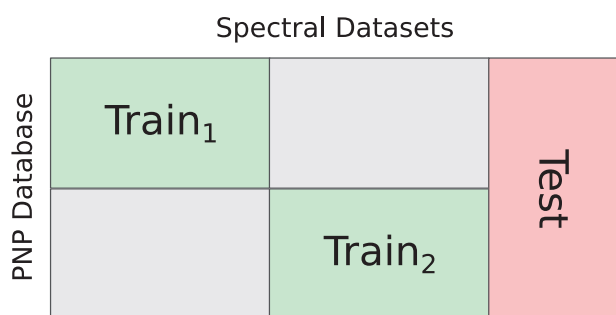 Spectral Datasets
PNP Database
Train₁
Test
Train₂